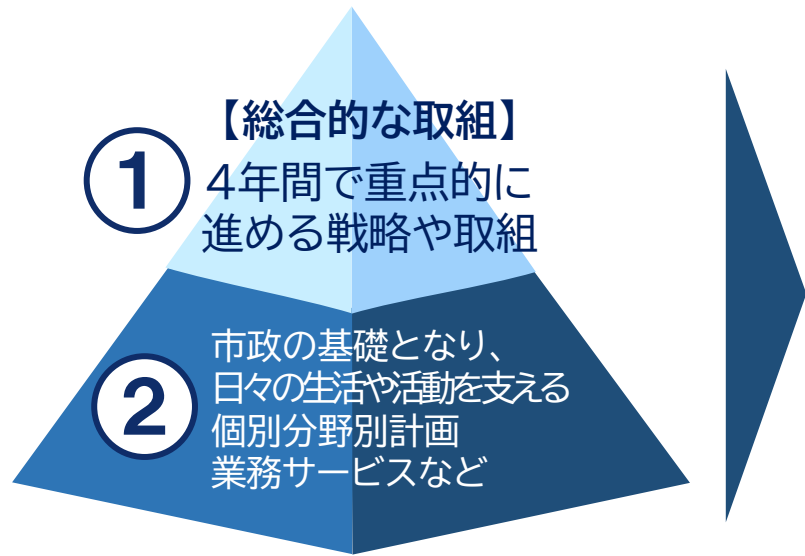 ①
【総合的な取組】
4年間で重点的に
進める戦略や取組
②
市政の基礎となり、
日々の生活や活動を支える
個別分野別計画
業務サービスなど